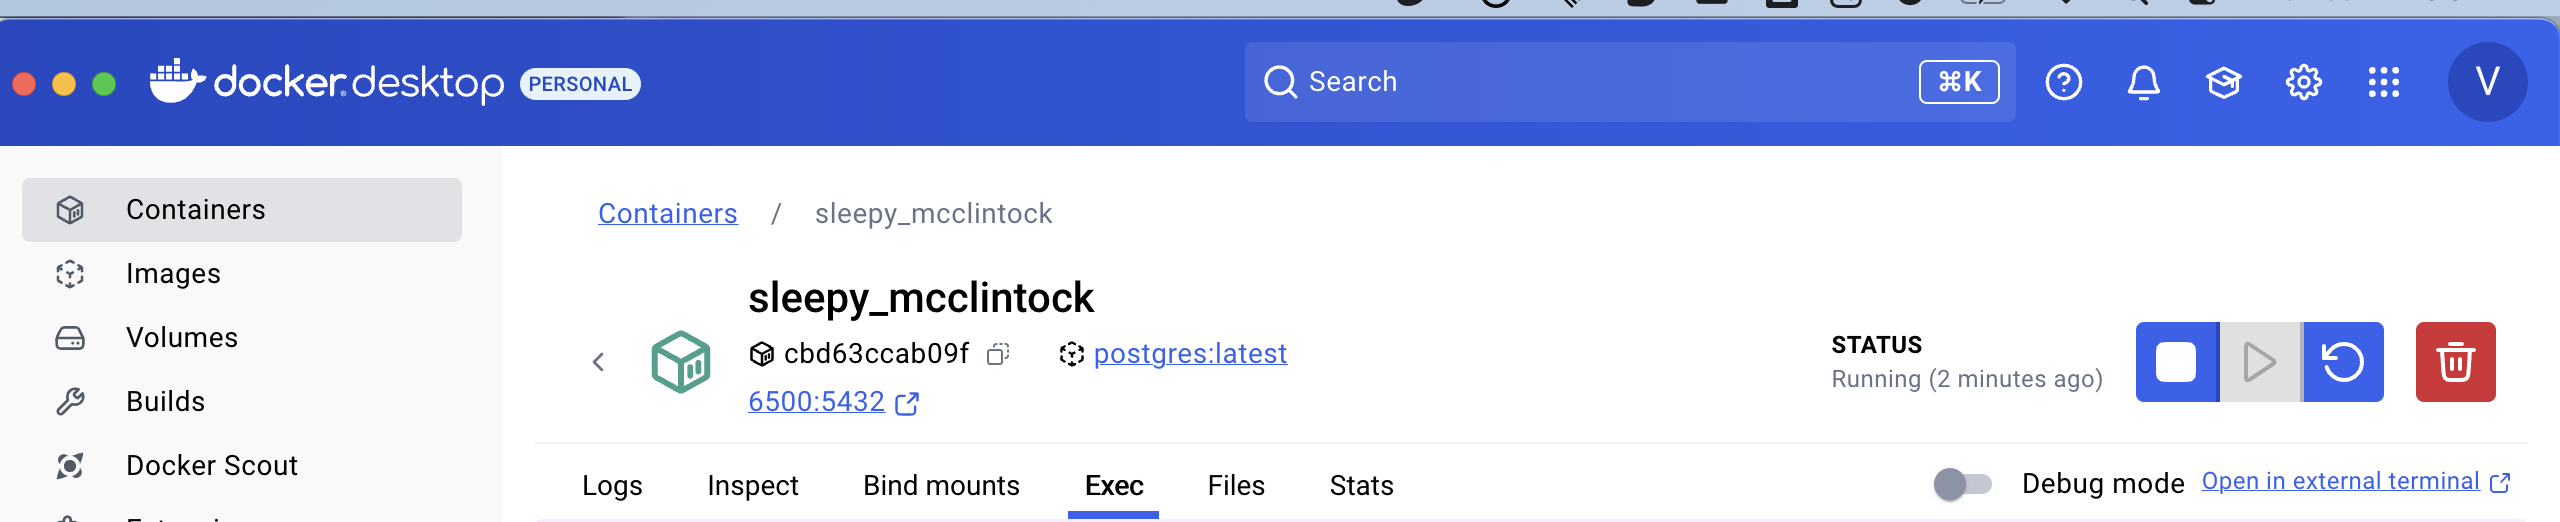 docker desktop PERSONAL
Search
⌘K
V
Containers
Images
Volumes
Builds
Docker Scout
Containers / sleepy_mcclintock
sleepy_mcclintock
cbd63ccab09f postgres:latest
6500:5432
STATUS
Running (2 minutes ago)
Logs Inspect Bind mounts Exec Files Stats
Debug mode Open in external terminal